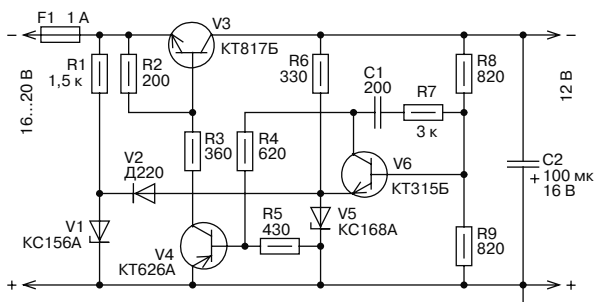 F1 1 А
– –
V3
КТ817Б
R1
1,5 к
R2
200
R6
330
C1
200
R7
3 к
R8
820
16...20 В
12 В
R3
360
R4
620
V2
Д220
V6
КТ315Б
C2
100 мк
+ 16 В
V1
КС156А
V4
КТ626А
R5
430
V5
КС168А
R9
820
+ +